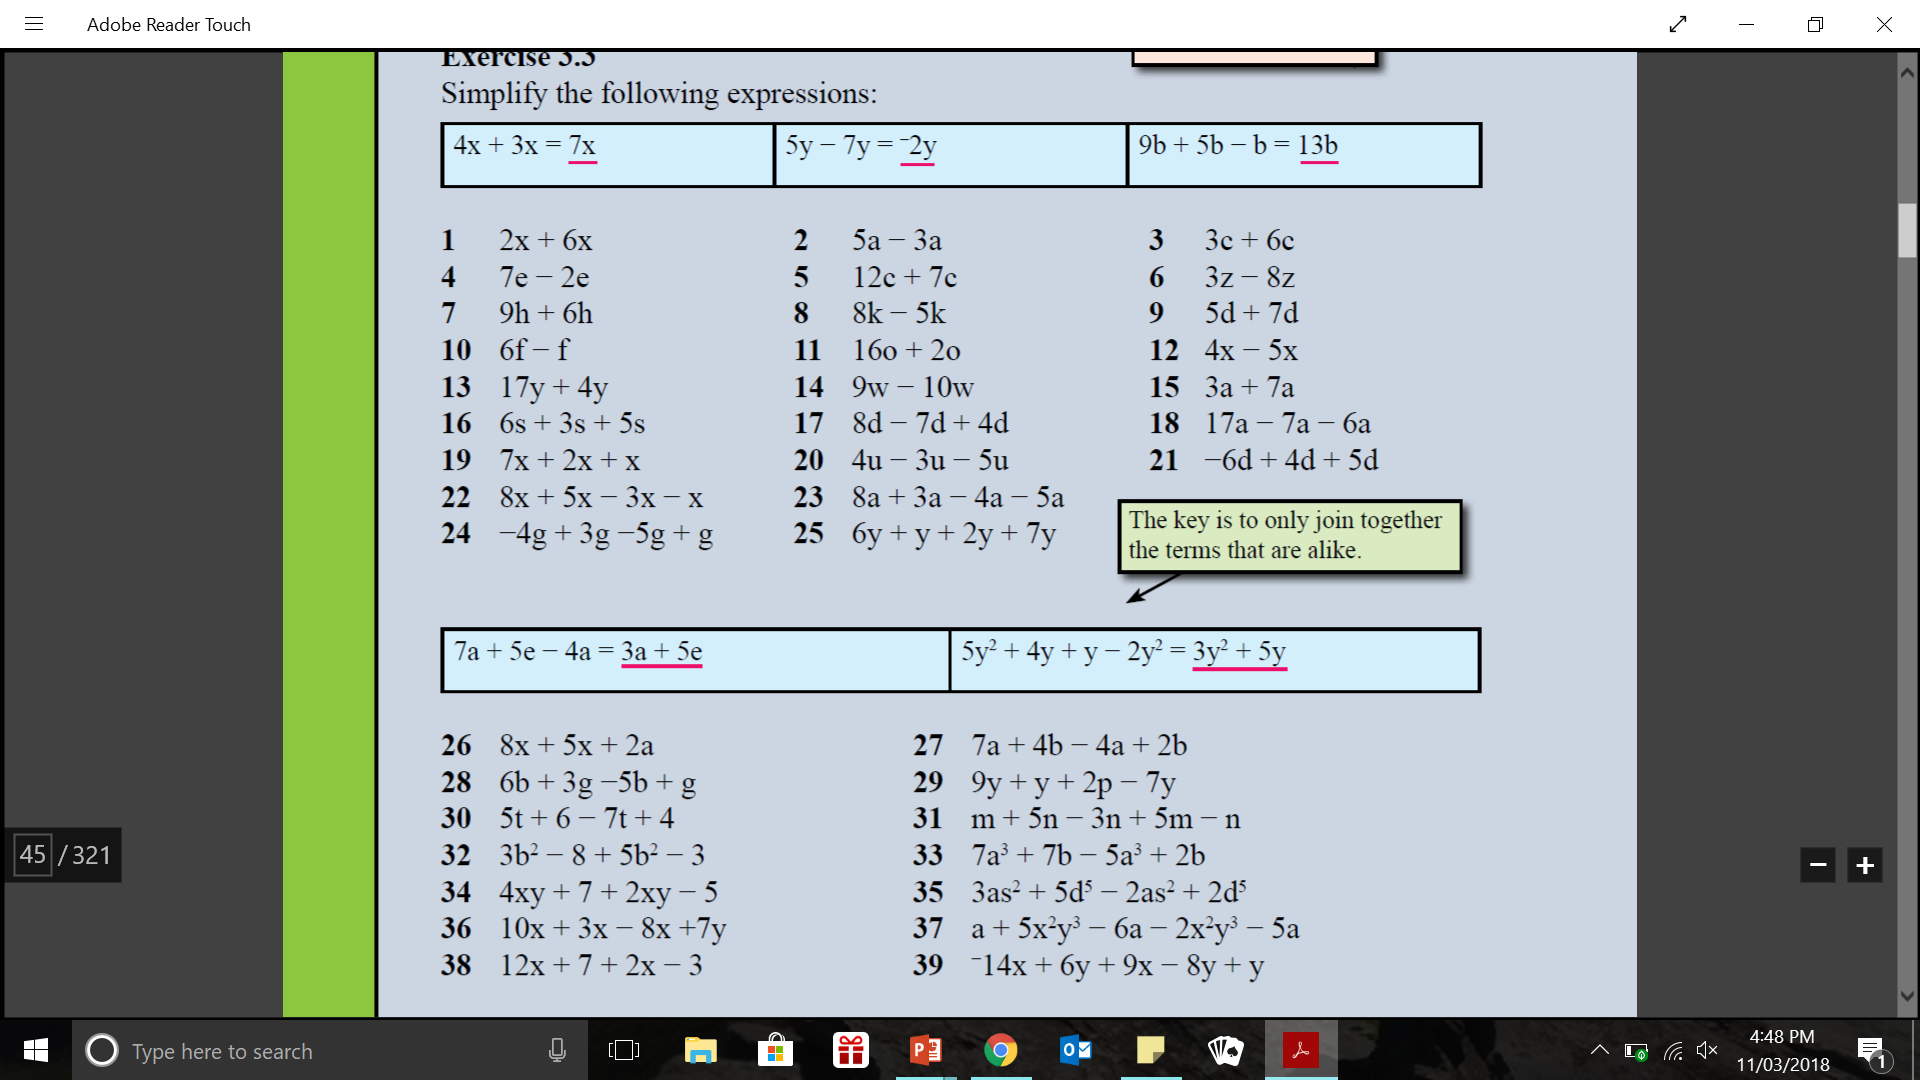 Adobe Reader Touch
Exercise 3.3
Simplify the following expressions:
4x + 3x = 7x
5y − 7y = ⁻2y
9b + 5b − b = 13b
1 2x + 6x 2 5a − 3a 3 3c + 6c
4 7e − 2e 5 12c + 7c 6 3z − 8z
7 9h + 6h 8 8k − 5k 9 5d + 7d
10 6f − f 11 16o + 2o 12 4x − 5x
13 17y + 4y 14 9w − 10w 15 3a + 7a
16 6s + 3s + 5s 17 8d − 7d + 4d 18 17a − 7a − 6a
19 7x + 2x + x 20 4u − 3u − 5u 21 −6d + 4d + 5d
22 8x + 5x − 3x − x 23 8a + 3a − 4a − 5a
24 −4g + 3g −5g + g 25 6y + y + 2y + 7y
The key is to only join together
the terms that are alike.
7a + 5e − 4a = 3a + 5e
5y² + 4y + y − 2y² = 3y² + 5y
26 8x + 5x + 2a 27 7a + 4b − 4a + 2b
28 6b + 3g −5b + g 29 9y + y + 2p − 7y
30 5t + 6 − 7t + 4 31 m + 5n − 3n + 5m − n
32 3b² − 8 + 5b² − 3 33 7a³ + 7b − 5a³ + 2b
34 4xy + 7 + 2xy − 5 35 3as² + 5d⁵ − 2as² + 2d⁵
36 10x + 3x − 8x +7y 37 a + 5x²y³ − 6a − 2x²y³ − 5a
38 12x + 7 + 2x − 3 39 ⁻14x + 6y + 9x − 8y + y
45 / 321
Type here to search
4:48 PM
11/03/2018
1